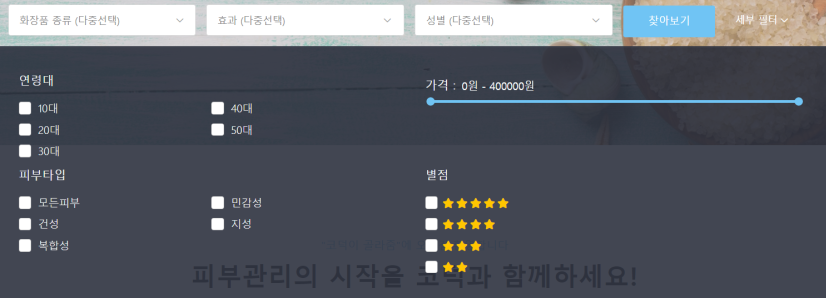 화장품 종류 (다중선택)
효과 (다중선택)
성별 (다중선택)
찾아보기
세부 필터
연령대
10대
20대
30대
40대
50대
가격 : 0원 - 400000원
피부타입
모든피부
건성
복합성
민감성
지성
별점
피부관리의 시작을 코덕과 함께하세요!